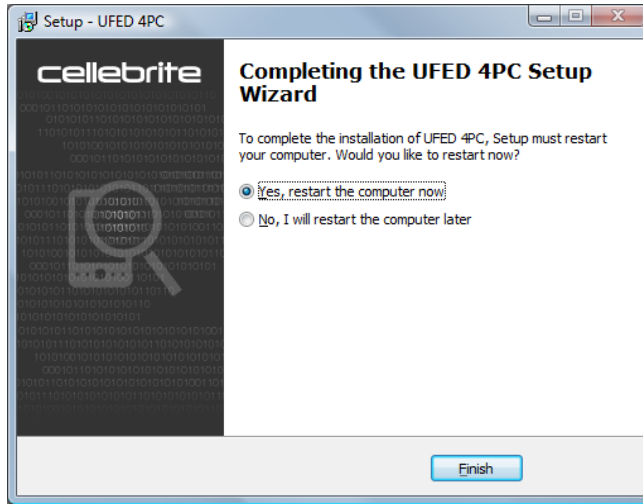 Setup - UFED 4PC
cellebrite
Completing the UFED 4PC Setup
Wizard
To complete the installation of UFED 4PC, Setup must restart
your computer. Would you like to restart now?
Yes, restart the computer now
No, I will restart the computer later
Finish